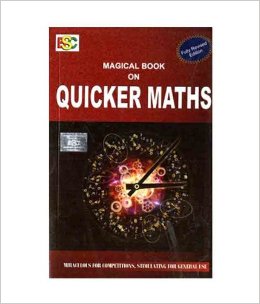 BSC
Fully Revised
Edition
MAGICAL BOOK
ON
QUICKER MATHS
MIRACULOUS FOR COMPETITIONS, STIMULATING FOR GENERAL USE